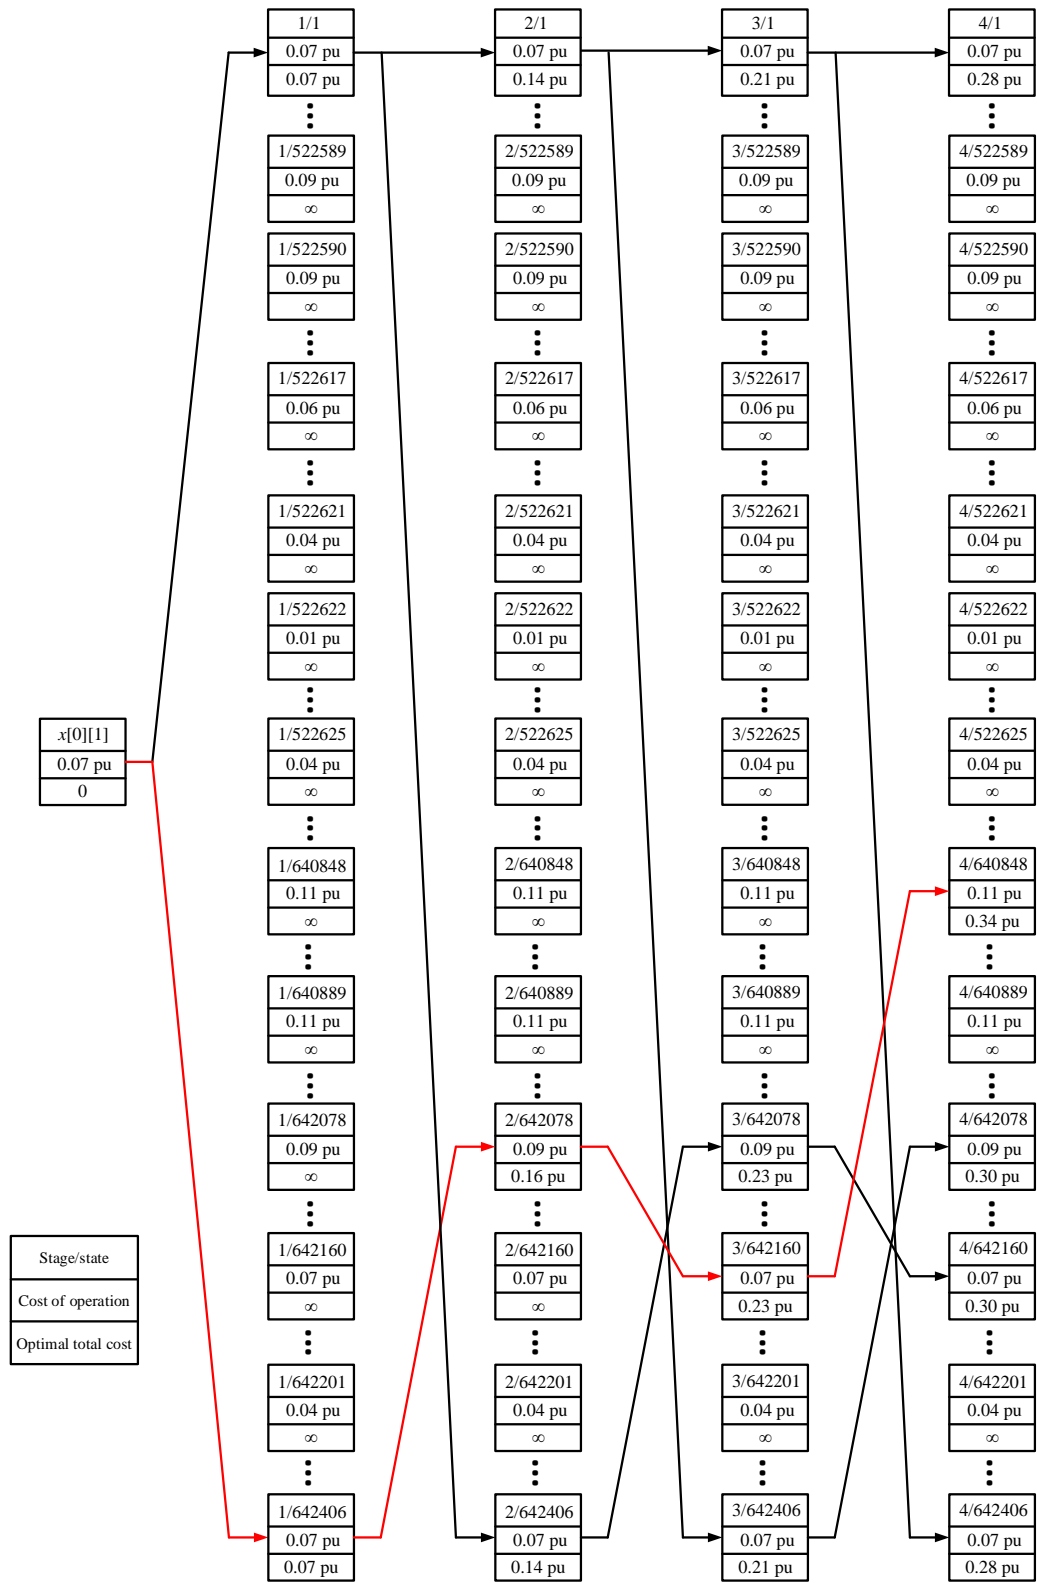 1/1
0.07 pu
0.07 pu
1/522589
0.09 pu
∞
1/522590
0.09 pu
∞
1/522617
0.06 pu
∞
1/522621
0.04 pu
∞
1/522622
0.01 pu
∞
1/522625
0.04 pu
∞
1/640848
0.11 pu
∞
1/640889
0.11 pu
∞
1/642078
0.09 pu
∞
1/642160
0.07 pu
∞
1/642201
0.04 pu
∞
1/642406
0.07 pu
0.07 pu
2/1
0.07 pu
0.14 pu
2/522589
0.09 pu
∞
2/522590
0.09 pu
∞
2/522617
0.06 pu
∞
2/522621
0.04 pu
∞
2/522622
0.01 pu
∞
2/522625
0.04 pu
∞
2/640848
0.11 pu
∞
2/640889
0.11 pu
∞
2/642078
0.09 pu
0.16 pu
2/642160
0.07 pu
∞
2/642201
0.04 pu
∞
2/642406
0.07 pu
0.14 pu
3/1
0.07 pu
0.21 pu
3/522589
0.09 pu
∞
3/522590
0.09 pu
∞
3/522617
0.06 pu
∞
3/522621
0.04 pu
∞
3/522622
0.01 pu
∞
3/522625
0.04 pu
∞
3/640848
0.11 pu
∞
3/640889
0.11 pu
∞
3/642078
0.09 pu
0.23 pu
3/642160
0.07 pu
0.23 pu
3/642201
0.04 pu
∞
3/642406
0.07 pu
0.21 pu
4/1
0.07 pu
0.28 pu
4/522589
0.09 pu
∞
4/522590
0.09 pu
∞
4/522617
0.06 pu
∞
4/522621
0.04 pu
∞
4/522622
0.01 pu
∞
4/522625
0.04 pu
∞
4/640848
0.11 pu
0.34 pu
4/640889
0.11 pu
∞
4/642078
0.09 pu
0.30 pu
4/642160
0.07 pu
0.30 pu
4/642201
0.04 pu
∞
4/642406
0.07 pu
0.28 pu
x[0][1]
0.07 pu
0
Stage/state
Cost of operation
Optimal total cost